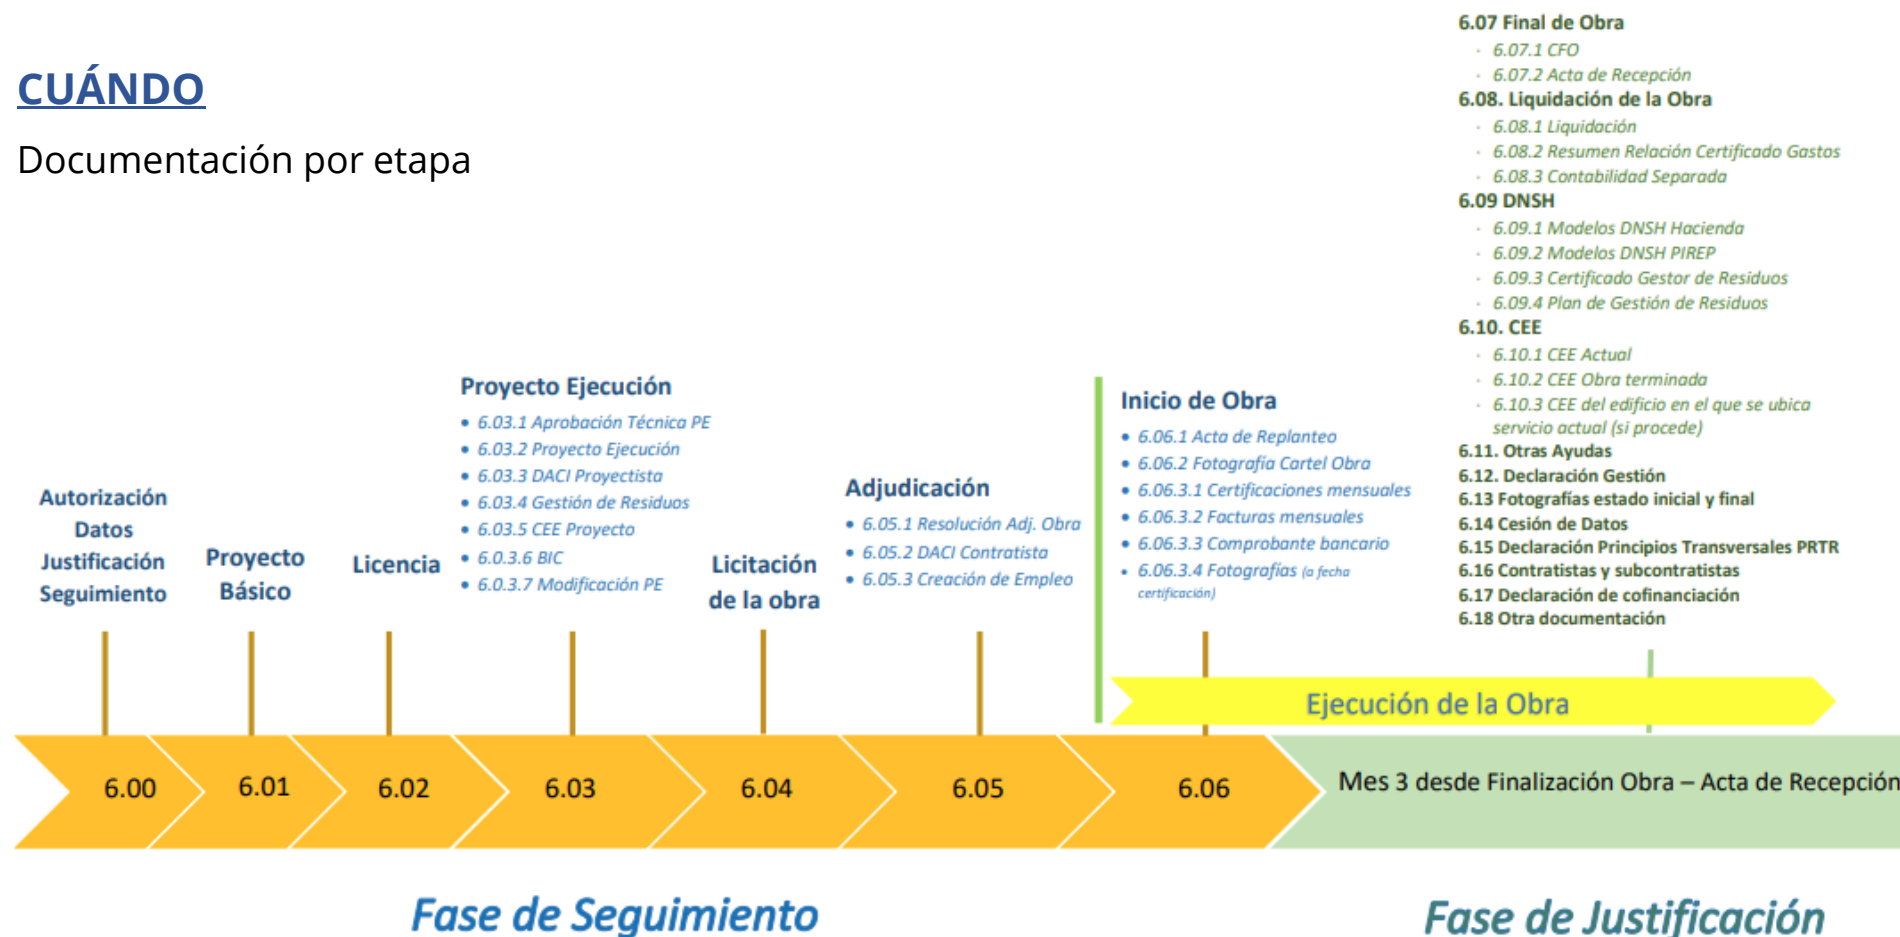 CUÁNDO
Documentación por etapa
Autorización
Datos
Justificación
Seguimiento
Proyecto
Básico
Licencia
Proyecto Ejecución
• 6.03.1 Aprobación Técnica PE
• 6.03.2 Proyecto Ejecución
• 6.03.3 DACI Proyectista
• 6.03.4 Gestión de Residuos
• 6.03.5 CEE Proyecto
• 6.0.3.6 BIC
• 6.0.3.7 Modificación PE
Licitación
de la obra
Adjudicación
• 6.05.1 Resolución Adj. Obra
• 6.05.2 DACI Contratista
• 6.05.3 Creación de Empleo
Inicio de Obra
• 6.06.1 Acta de Replanteo
• 6.06.2 Fotografía Cartel Obra
• 6.06.3.1 Certificaciones mensuales
• 6.06.3.2 Facturas mensuales
• 6.06.3.3 Comprobante bancario
• 6.06.3.4 Fotografías (a fecha
certificación)
6.07 Final de Obra
· 6.07.1 CFO
· 6.07.2 Acta de Recepción
6.08. Liquidación de la Obra
· 6.08.1 Liquidación
· 6.08.2 Resumen Relación Certificado Gastos
· 6.08.3 Contabilidad Separada
6.09 DNSH
· 6.09.1 Modelos DNSH Hacienda
· 6.09.2 Modelos DNSH PIREP
· 6.09.3 Certificado Gestor de Residuos
· 6.09.4 Plan de Gestión de Residuos
6.10. CEE
· 6.10.1 CEE Actual
· 6.10.2 CEE Obra terminada
· 6.10.3 CEE del edificio en el que se ubica
servicio actual (si procede)
6.11. Otras Ayudas
6.12. Declaración Gestión
6.13 Fotografías estado inicial y final
6.14 Cesión de Datos
6.15 Declaración Principios Transversales PRTR
6.16 Contratistas y subcontratistas
6.17 Declaración de cofinanciación
6.18 Otra documentación
Ejecución de la Obra
6.00
6.01
6.02
6.03
6.04
6.05
6.06
Mes 3 desde Finalización Obra – Acta de Recepción
Fase de Seguimiento
Fase de Justificación